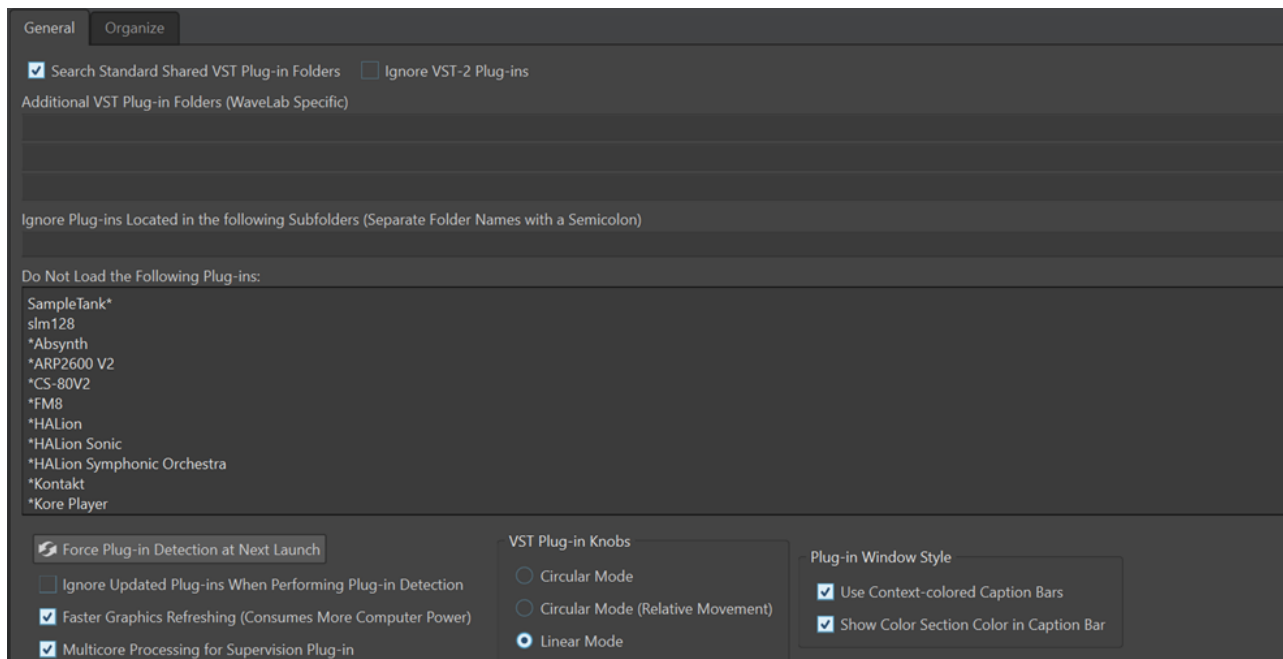 General Organize
Search Standard Shared VST Plug-in Folders Ignore VST-2 Plug-ins
Additional VST Plug-in Folders (WaveLab Specific)
Ignore Plug-ins Located in the following Subfolders (Separate Folder Names with a Semicolon)
Do Not Load the Following Plug-ins:
SampleTank*
slm128
*Absynth
*ARP2600 V2
*CS-80V2
*FM8
*HALion
*HALion Sonic
*HALion Symphonic Orchestra
*Kontakt
*Kore Player
Force Plug-in Detection at Next Launch
Ignore Updated Plug-ins When Performing Plug-in Detection
Faster Graphics Refreshing (Consumes More Computer Power)
Multicore Processing for Supervision Plug-in
VST Plug-in Knobs
Circular Mode
Circular Mode (Relative Movement)
Linear Mode
Plug-in Window Style
Use Context-colored Caption Bars
Show Color Section Color in Caption Bar